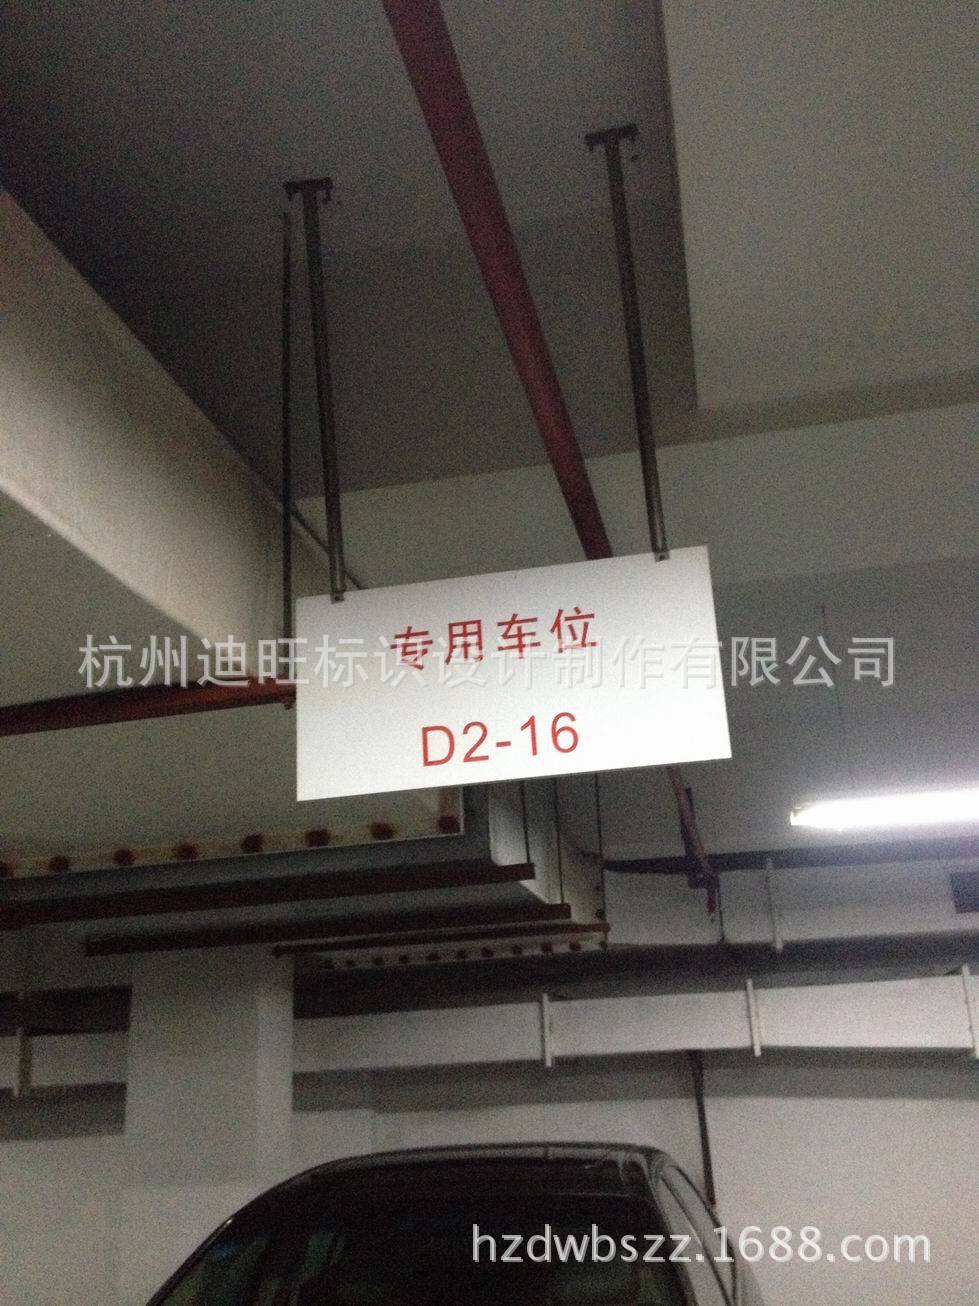 专用车位
杭州迪旺标识设计制作有限公司
D2-16
hzdwbszz.1688.com